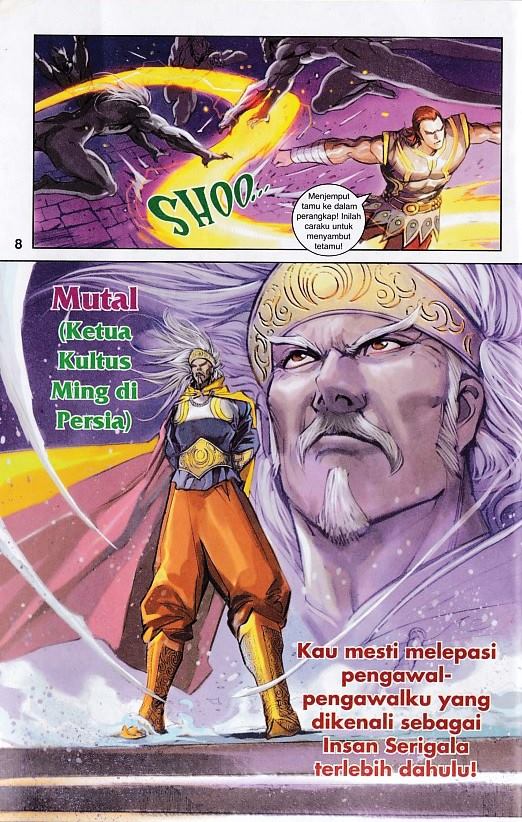 SHOO...
Menjemput
tamu ke dalam
perangkap! Inilah
caraku untuk
menyambut
tetamu!
8
Mutal
(Ketua
Kultus
Ming di
Persia)
Kau mesti melepasi
pengawal-
pengawalku yang
dikenali sebagai
Insan Serigala
terlebih dahulu!